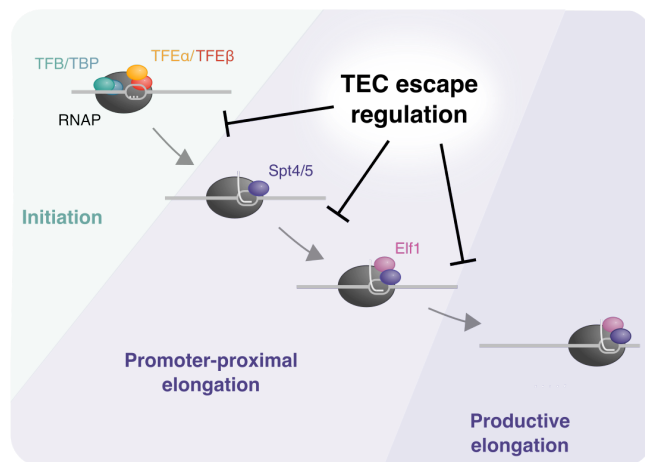 TFB/TBP
TFEα/TFEβ
RNAP
TEC escape
regulation
Spt4/5
Initiation
Elf1
Promoter-proximal
elongation
Productive
elongation